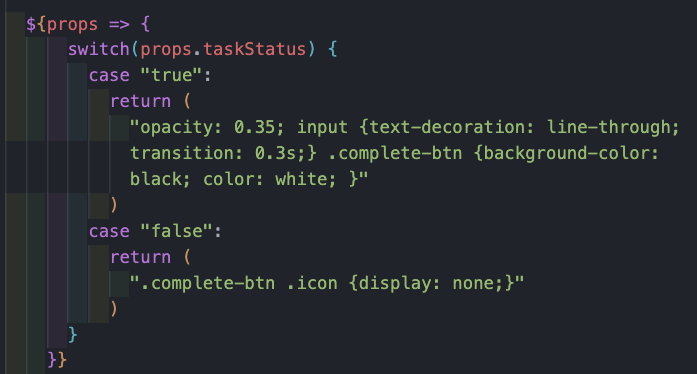 ${props => {
switch(props.taskStatus) {
case "true":
return (
"opacity: 0.35; input {text-decoration: line-through;
transition: 0.3s;} .complete-btn {background-color:
black; color: white; }"
)
case "false":
return (
".complete-btn .icon {display: none;}"
)
}
}}